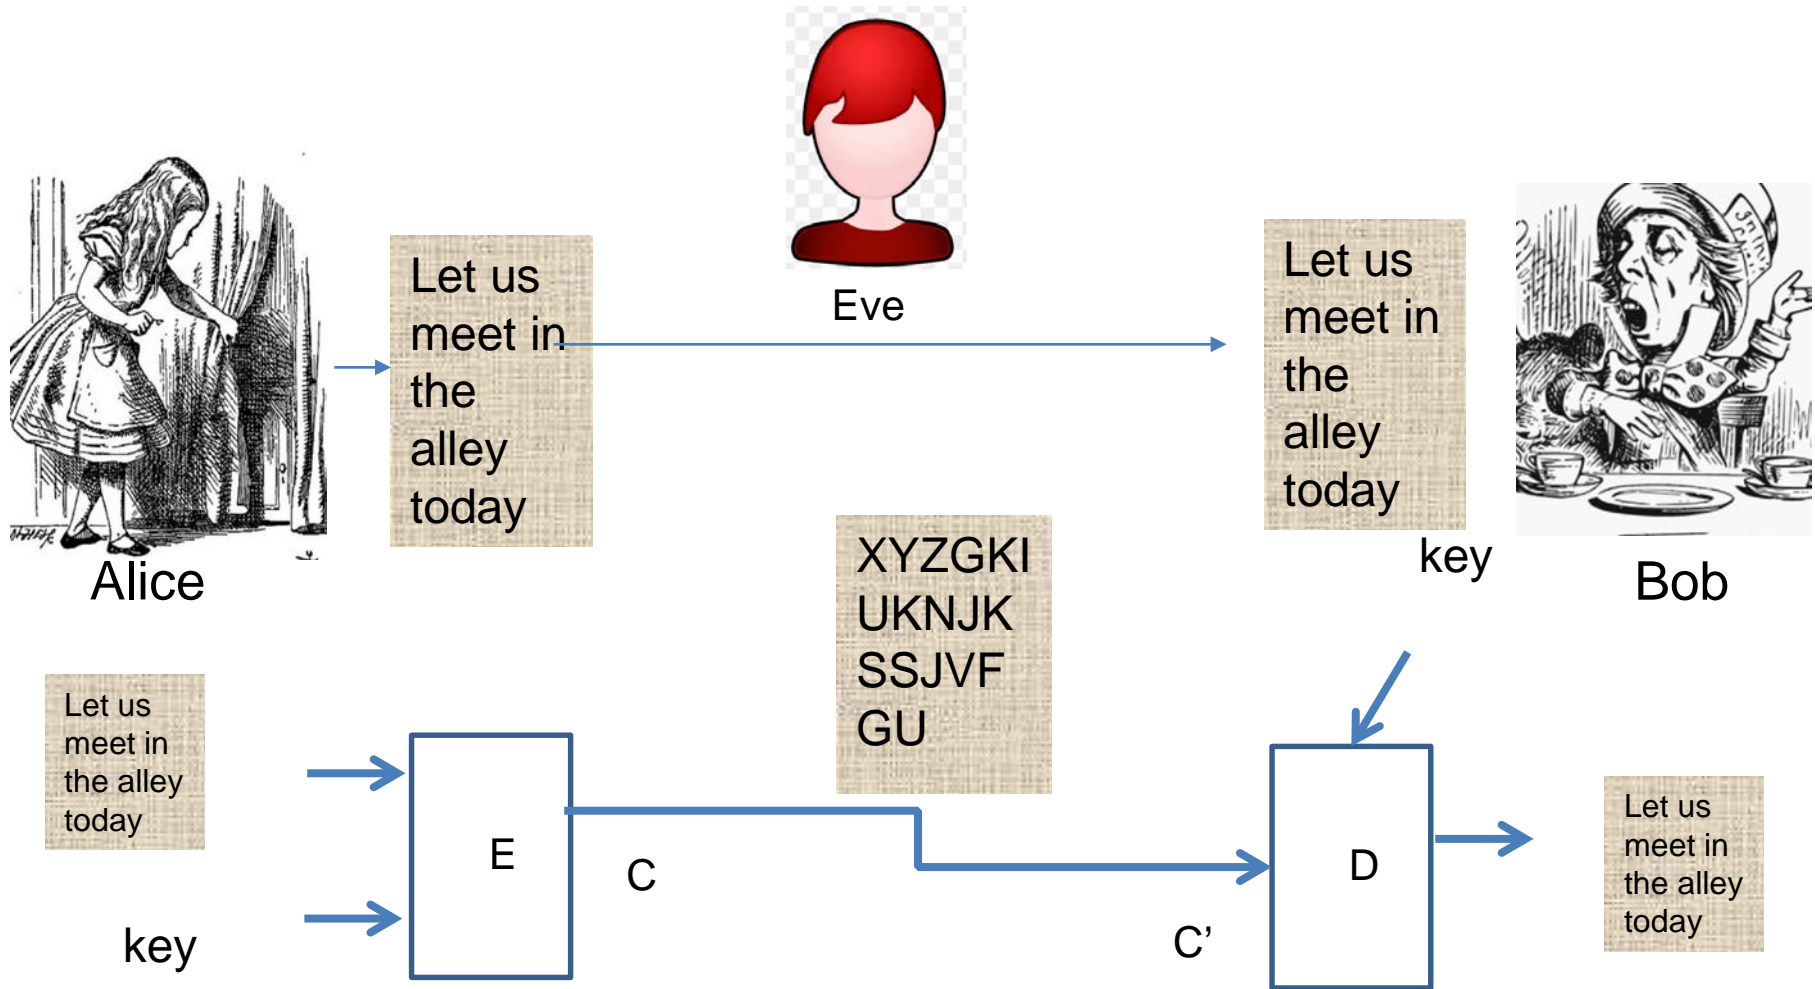 Eve
Let us
meet in
the
alley
today
Let us
meet in
the
alley
today
Alice
key
Bob
XYZGKI
UKNJK
SSJVF
GU
Let us
meet in
the alley
today
E
C
key
C’
D
Let us
meet in
the alley
today